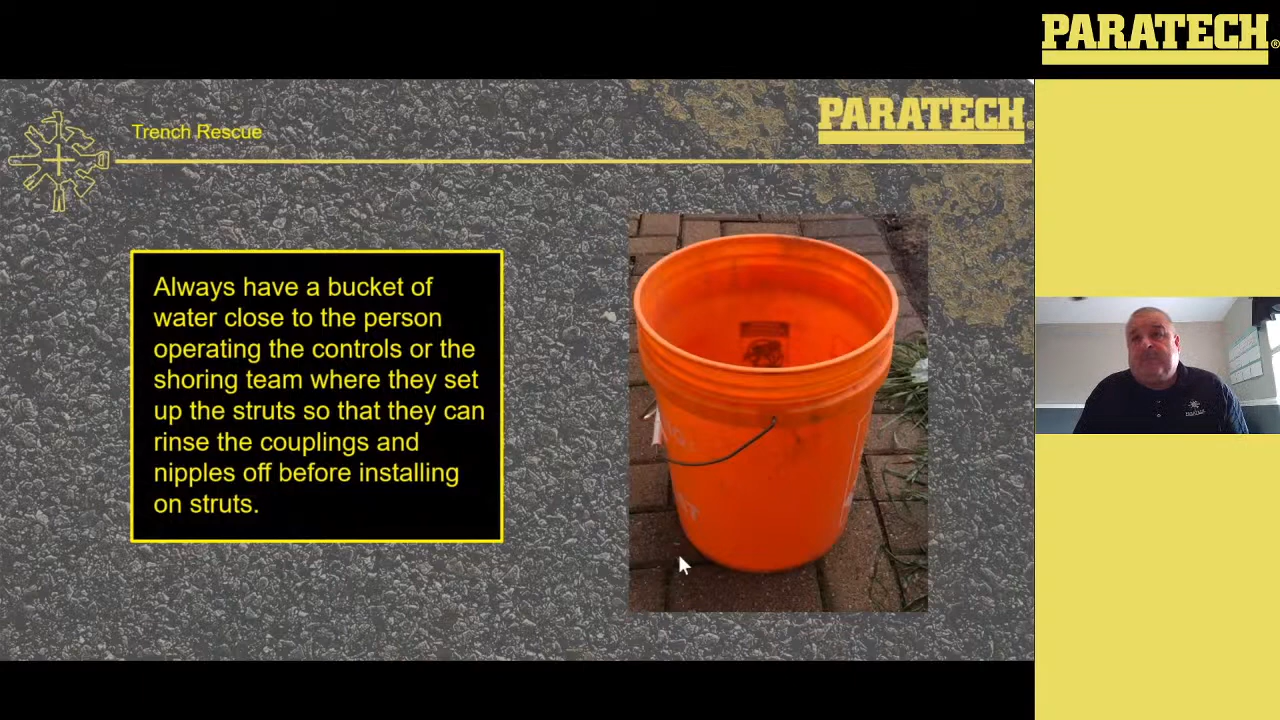 PARATECH®
Trench Rescue
PARATECH®
Always have a bucket of
water close to the person
operating the controls or the
shoring team where they set
up the struts so that they can
rinse the couplings and
nipples off before installing
on struts.